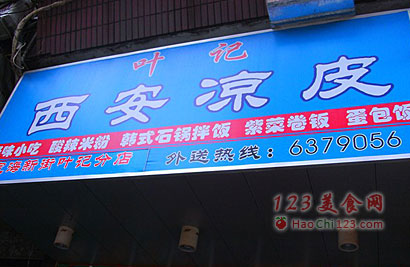 叶记
西安凉皮
味小吃 酸辣米粉 韩式石锅拌饭 紫菜卷饭 蛋包饭
海新街叶记分店 外送热线：6379056
123美食网
HaoChi123.com